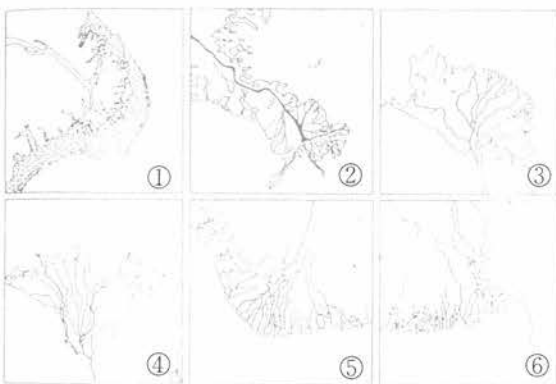 ① ② ③
④ ⑤ ⑥